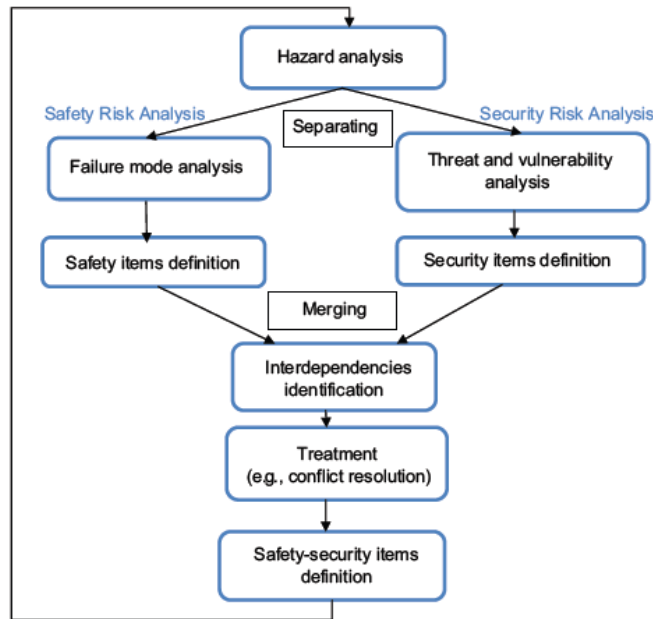 Hazard analysis
Safety Risk Analysis
Security Risk Analysis
Separating
Failure mode analysis
Threat and vulnerability
analysis
Safety items definition
Security items definition
Merging
Interdependencies
identification
Treatment
(e.g., conflict resolution)
Safety-security items
definition